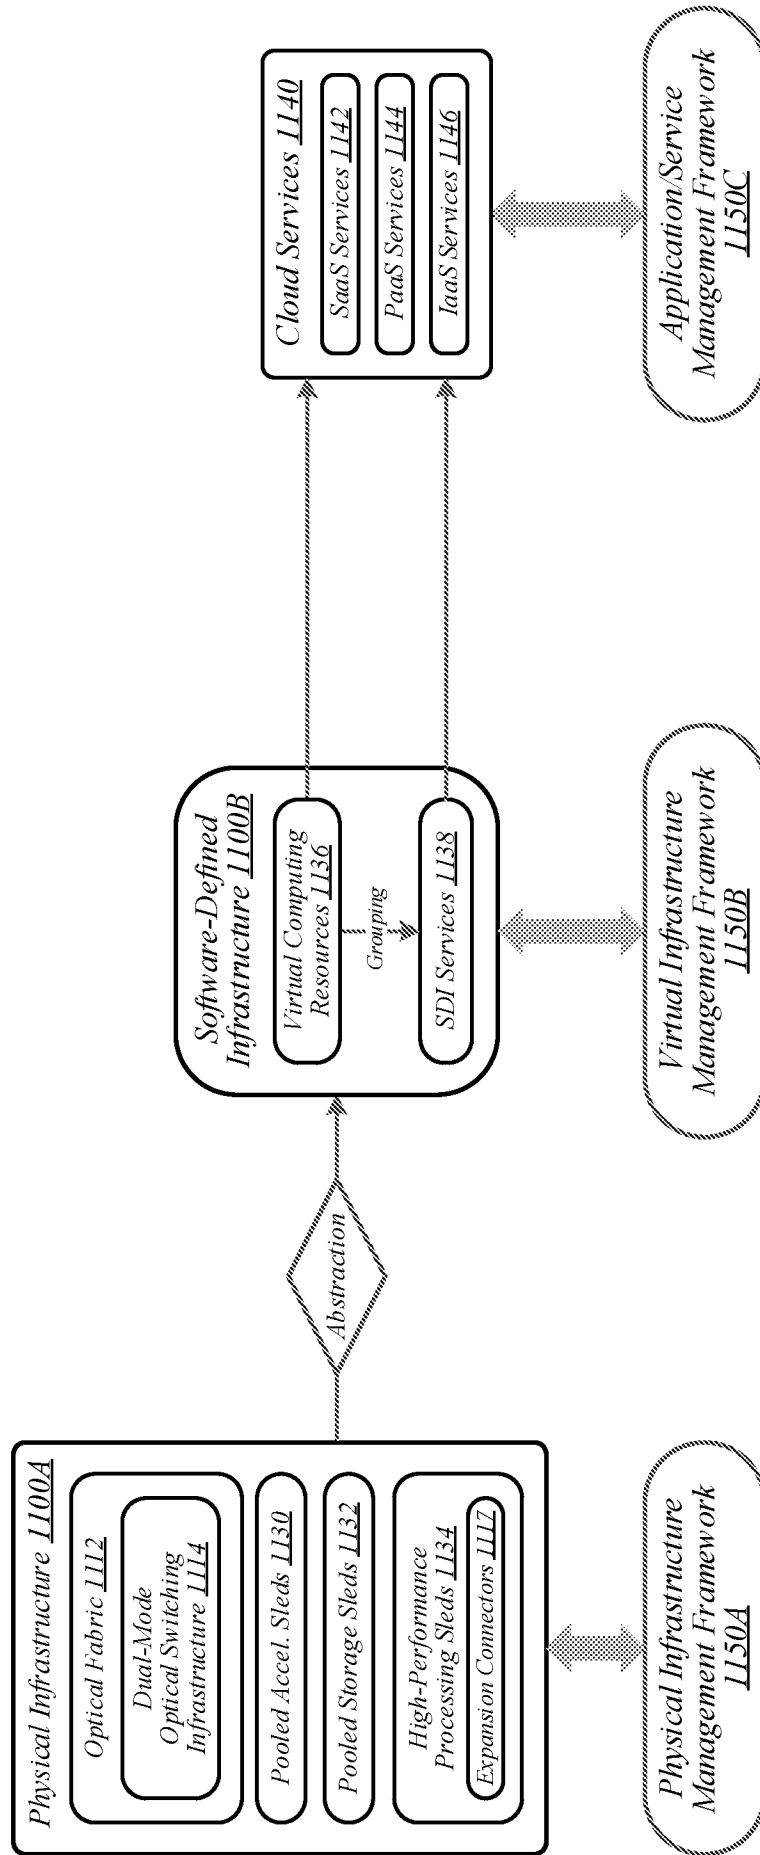 Physical Infrastructure 1100A
Optical Fabric 1112
Dual-Mode
Optical Switching
Infrastructure 1114
Pooled Accel. Sleds 1130
Pooled Storage Sleds 1132
High-Performance
Processing Sleds 1134
Expansion Connectors 1117
Physical Infrastructure
Management Framework
1150A
Abstraction
Software-Defined
Infrastructure 1100B
Virtual Computing
Resources 1136
Grouping
SDI Services 1138
Virtual Infrastructure
Management Framework
1150B
Cloud Services 1140
SaaS Services 1142
PaaS Services 1144
IaaS Services 1146
Application/Service
Management Framework
1150C